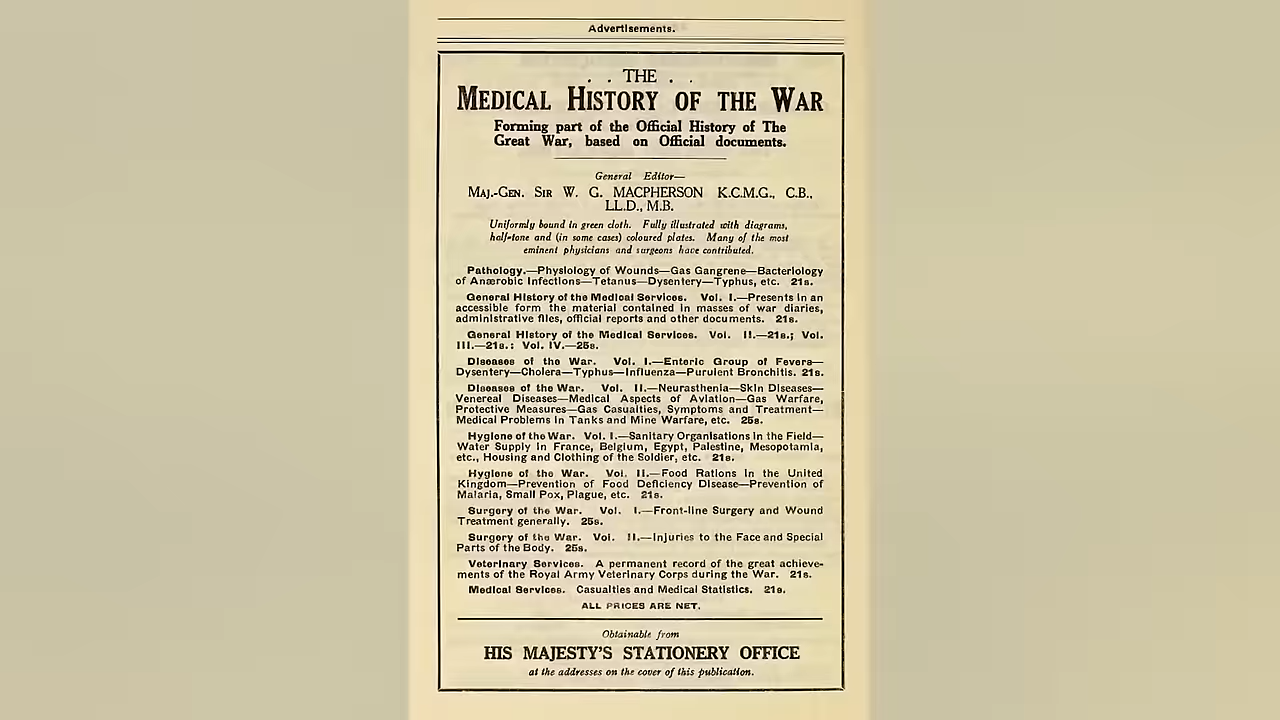 Advertisements.
. . THE . .
MEDICAL HISTORY OF THE WAR
Forming part of the Official History of The
Great War, based on Official documents.
General Editor—
MAJ.-GEN. SIR W. G. MACPHERSON K.C.M.G., C.B.,
LL.D., M.B.
Uniformly bound in green cloth. Fully illustrated with diagrams,
half-tone and (in some cases) coloured plates. Many of the most
eminent physicians and surgeons have contributed.
Pathology.—Physiology of Wounds—Gas Gangrene—Bacteriology
of Anærobic Infections—Tetanus—Dysentery—Typhus, etc. 21s.
General History of the Medical Services. Vol. I.—Presents in an
accessible form the material contained in masses of war diaries,
administrative files, official reports and other documents. 21s.
General History of the Medical Services. Vol. II.—21s.; Vol.
III.—21s.: Vol. IV.—25s.
Diseases of the War. Vol. I.—Enteric Group of Fevers—
Dysentery—Cholera—Typhus—Influenza—Purulent Bronchitis. 21s.
Diseases of the War. Vol. II.—Neurasthenia—Skin Diseases—
Venereal Diseases—Medical Aspects of Aviation—Gas Warfare,
Protective Measures—Gas Casualties, Symptoms and Treatment—
Medical Problems in Tanks and Mine Warfare, etc. 25s.
Hygiene of the War. Vol. I.—Sanitary Organisations in the Field—
Water Supply in France, Belgium, Egypt, Palestine, Mesopotamia,
etc., Housing and Clothing of the Soldier, etc. 21s.
Hygiene of the War. Vol. II.—Food Rations in the United
Kingdom—Prevention of Food Deficiency Disease—Prevention of
Malaria, Small Pox, Plague, etc. 21s.
Surgery of the War. Vol. I.—Front-line Surgery and Wound
Treatment generally. 25s.
Surgery of the War. Vol. II.—Injuries to the Face and Special
Parts of the Body. 25s.
Veterinary Services. A permanent record of the great achieve-
ments of the Royal Army Veterinary Corps during the War. 21s.
Medical Services. Casualties and Medical Statistics. 21s.
ALL PRICES ARE NET.
Obtainable from
HIS MAJESTY'S STATIONERY OFFICE
at the addresses on the cover of this publication.